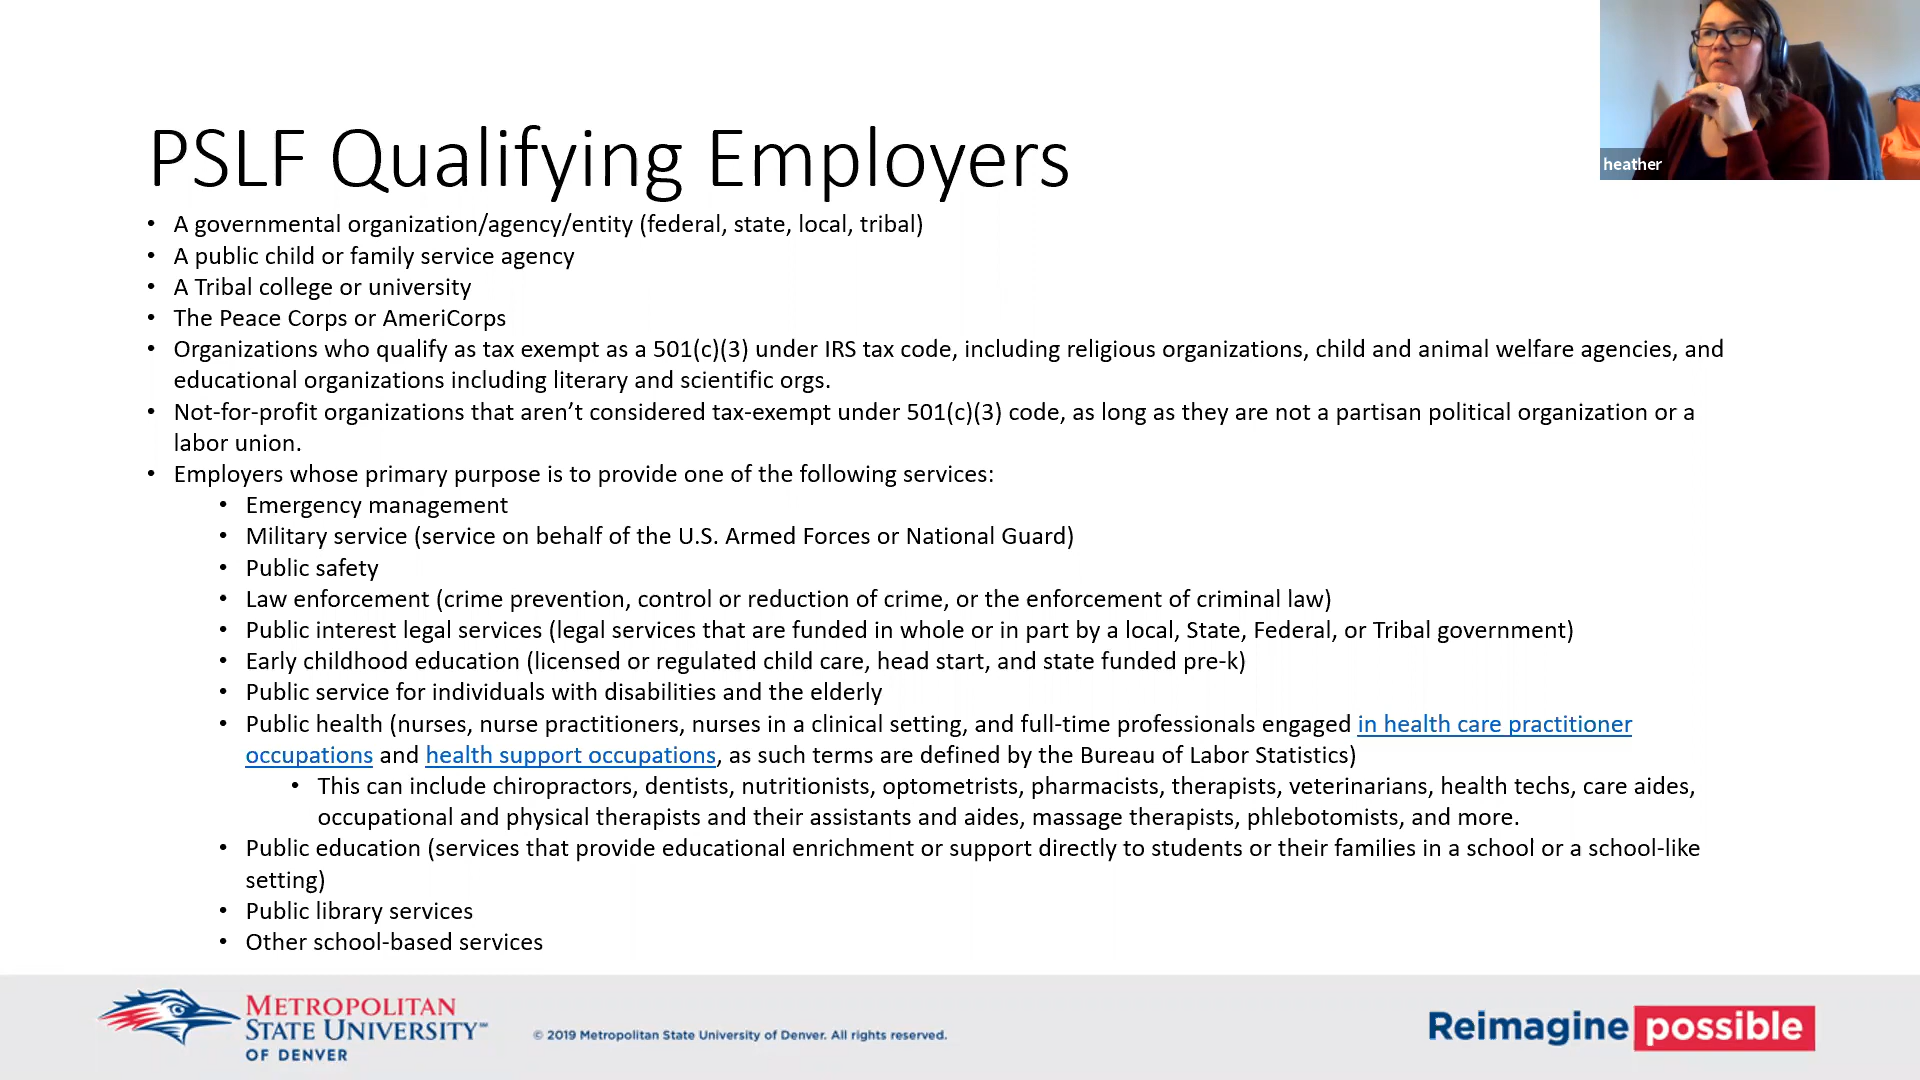 heather
PSLF Qualifying Employers
• A governmental organization/agency/entity (federal, state, local, tribal)
• A public child or family service agency
• A Tribal college or university
• The Peace Corps or AmeriCorps
• Organizations who qualify as tax exempt as a 501(c)(3) under IRS tax code, including religious organizations, child and animal welfare agencies, and
educational organizations including literary and scientific orgs.
• Not-for-profit organizations that aren’t considered tax-exempt under 501(c)(3) code, as long as they are not a partisan political organization or a
labor union.
• Employers whose primary purpose is to provide one of the following services:
• Emergency management
• Military service (service on behalf of the U.S. Armed Forces or National Guard)
• Public safety
• Law enforcement (crime prevention, control or reduction of crime, or the enforcement of criminal law)
• Public interest legal services (legal services that are funded in whole or in part by a local, State, Federal, or Tribal government)
• Early childhood education (licensed or regulated child care, head start, and state funded pre-k)
• Public service for individuals with disabilities and the elderly
• Public health (nurses, nurse practitioners, nurses in a clinical setting, and full-time professionals engaged in health care practitioner
occupations and health support occupations, as such terms are defined by the Bureau of Labor Statistics)
• This can include chiropractors, dentists, nutritionists, optometrists, pharmacists, therapists, veterinarians, health techs, care aides,
occupational and physical therapists and their assistants and aides, massage therapists, phlebotomists, and more.
• Public education (services that provide educational enrichment or support directly to students or their families in a school or a school-like
setting)
• Public library services
• Other school-based services
METROPOLITAN
STATE UNIVERSITY℠
OF DENVER
© 2019 Metropolitan State University of Denver. All rights reserved.
Reimagine possible